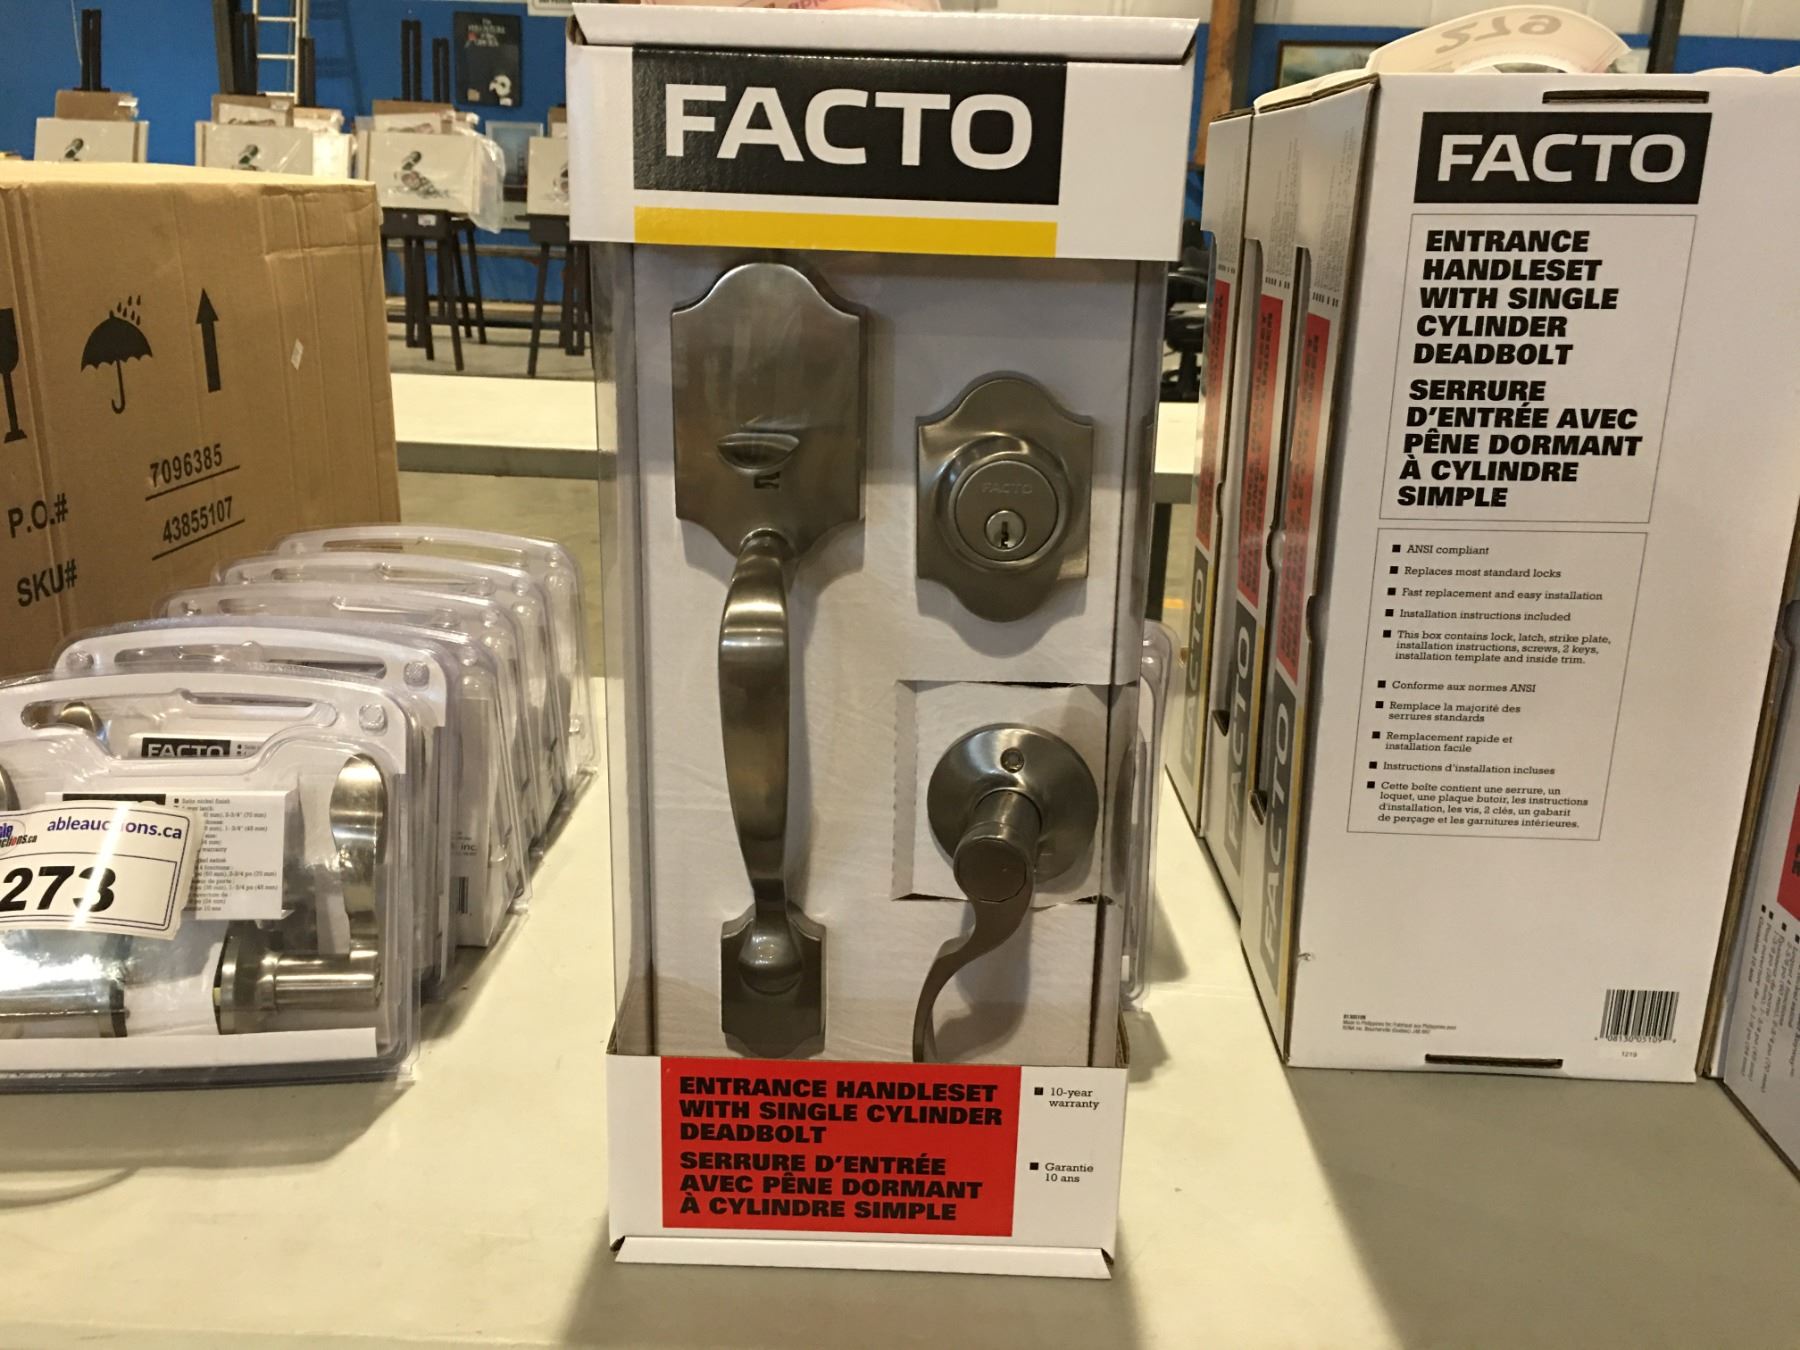 FACTO
ENTRANCE HANDLESET
WITH SINGLE CYLINDER
DEADBOLT
SERRURE D'ENTRÉE
AVEC PÊNE DORMANT
À CYLINDRE SIMPLE
10-year
warranty
Garantie
10 ans
FACTO
FACTO
ENTRANCE
HANDLESET
WITH SINGLE
CYLINDER
DEADBOLT
SERRURE
D'ENTRÉE AVEC
PÊNE DORMANT
À CYLINDRE
SIMPLE
ANSI compliant
Replaces most standard locks
Fast replacement and easy installation
Installation instructions included
This box contains lock, latch, strike plate,
installation instructions, screws, 2 keys,
installation template and inside trim.
Conforme aux normes ANSI
Remplace la majorité des
serrures standards
Remplacement rapide et
installation facile
Instructions d'installation incluses
Cette boîte contient une serrure, un
loquet, une plaque butoir, les instructions
d'installation, les vis, 2 clés, un gabarit
de perçage et les garnitures intérieures.
1219
FACTO
FACTO
FACTO
P.O.# 7096385
SKU# 43855107
FACTO
ableauctions.ca
273